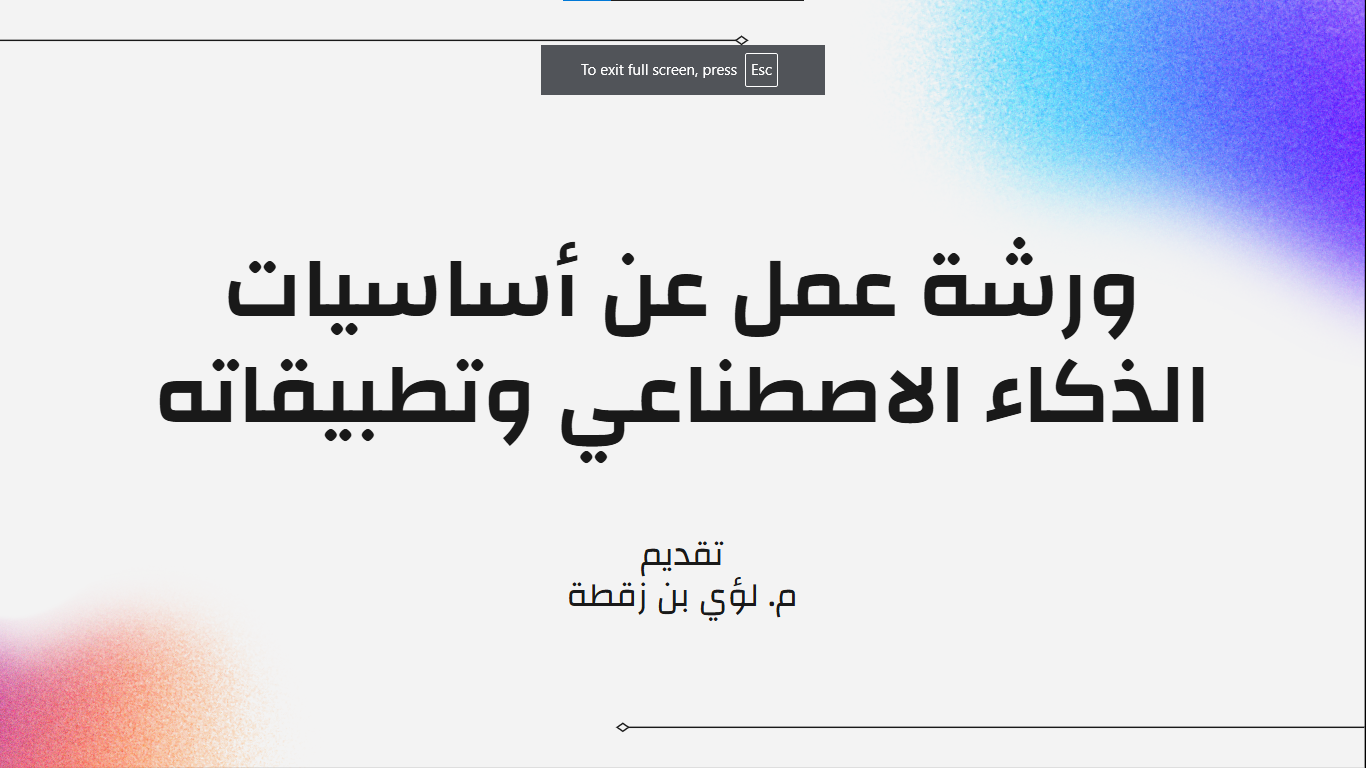 To exit full screen, press Esc
ورشة عمل عن أساسيات
الذكاء الاصطناعي وتطبيقاته
تقديم
م. لؤي بن زقطة